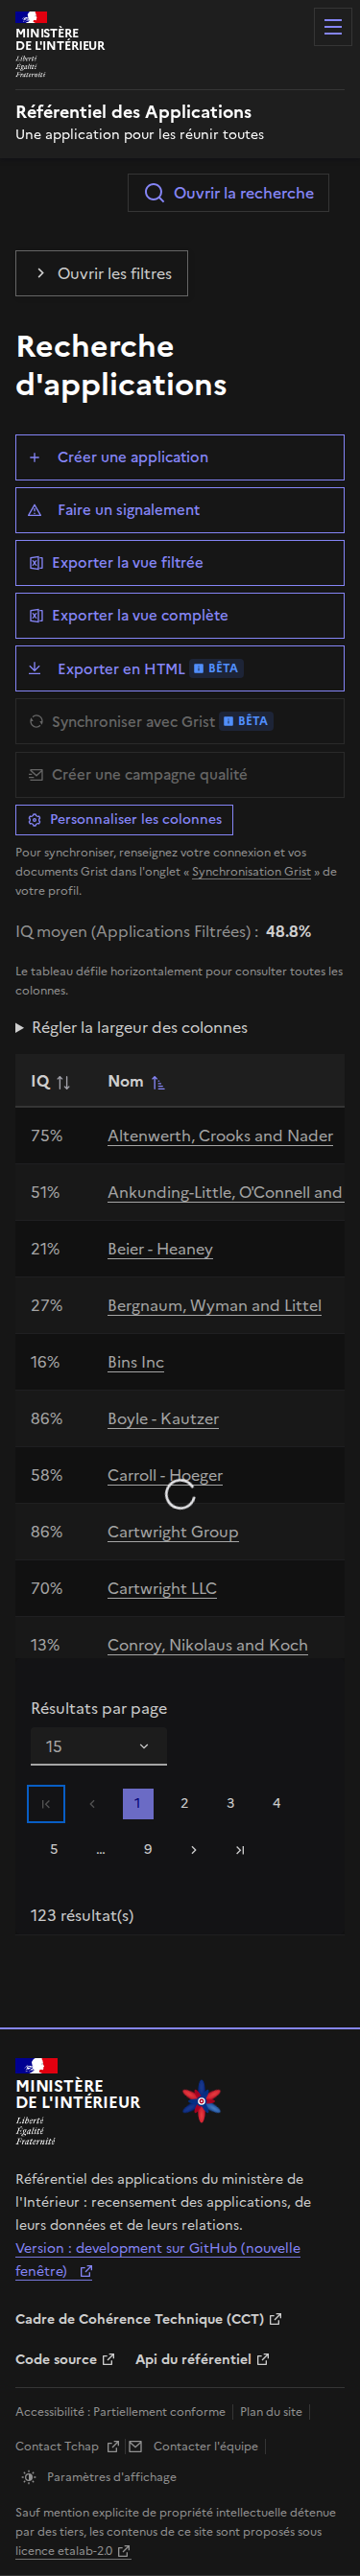 MINISTÈRE
DE L'INTÉRIEUR
Liberté
Égalité
Fraternité
Référentiel des Applications
Une application pour les réunir toutes
Ouvrir la recherche
Ouvrir les filtres
Recherche
d'applications
Créer une application
Faire un signalement
Exporter la vue filtrée
Exporter la vue complète
Exporter en HTML BÊTA
Synchroniser avec Grist BÊTA
Créer une campagne qualité
Personnaliser les colonnes
Pour synchroniser, renseignez votre connexion et vos
documents Grist dans l'onglet « Synchronisation Grist » de
votre profil.
IQ moyen (Applications Filtrées) : 48.8%
Le tableau défile horizontalement pour consulter toutes les
colonnes.
Régler la largeur des colonnes
IQ Nom
75% Altenwerth, Crooks and Nader
51% Ankunding-Little, O'Connell and
21% Beier - Heaney
27% Bergnaum, Wyman and Littel
16% Bins Inc
86% Boyle - Kautzer
58% Carroll - Hoeger
86% Cartwright Group
70% Cartwright LLC
13% Conroy, Nikolaus and Koch
Résultats par page
15
1 2 3 4
5 … 9
123 résultat(s)
MINISTÈRE
DE L'INTÉRIEUR
Liberté
Égalité
Fraternité
Référentiel des applications du ministère de
l'Intérieur : recensement des applications, de
leurs données et de leurs relations.
Version : development sur GitHub (nouvelle
fenêtre)
Cadre de Cohérence Technique (CCT)
Code source Api du référentiel
Accessibilité : Partiellement conforme Plan du site
Contact Tchap Contacter l'équipe
Paramètres d'affichage
Sauf mention explicite de propriété intellectuelle détenue
par des tiers, les contenus de ce site sont proposés sous
licence etalab-2.0